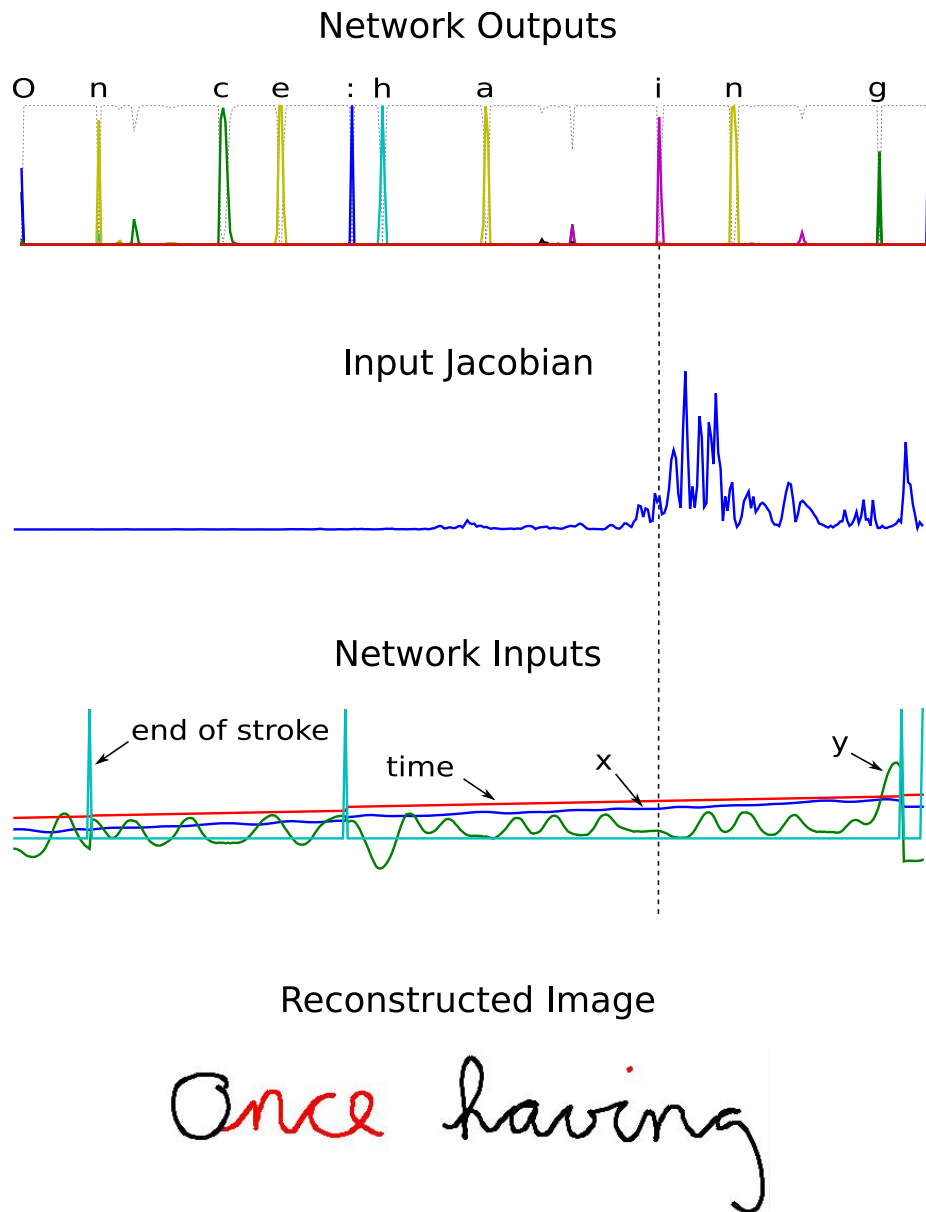 Network Outputs
O n c e : h a i n g
Input Jacobian
Network Inputs
end of stroke
time
x
y
Reconstructed Image
Once having